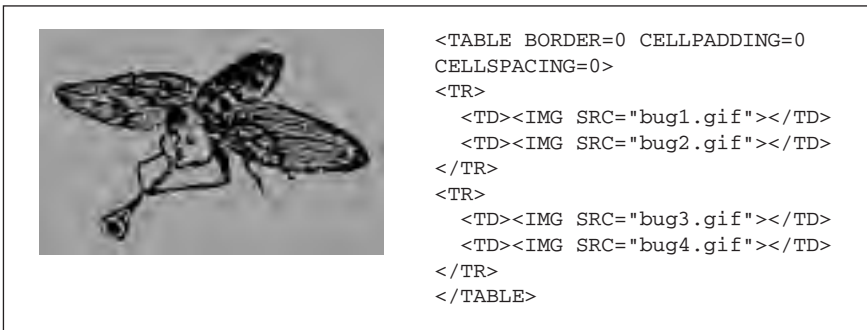 <TABLE BORDER=0 CELLPADDING=0
CELLSPACING=0>
<TR>
  <TD><IMG SRC="bug1.gif"></TD>
  <TD><IMG SRC="bug2.gif"></TD>
</TR>
<TR>
  <TD><IMG SRC="bug3.gif"></TD>
  <TD><IMG SRC="bug4.gif"></TD>
</TR>
</TABLE>